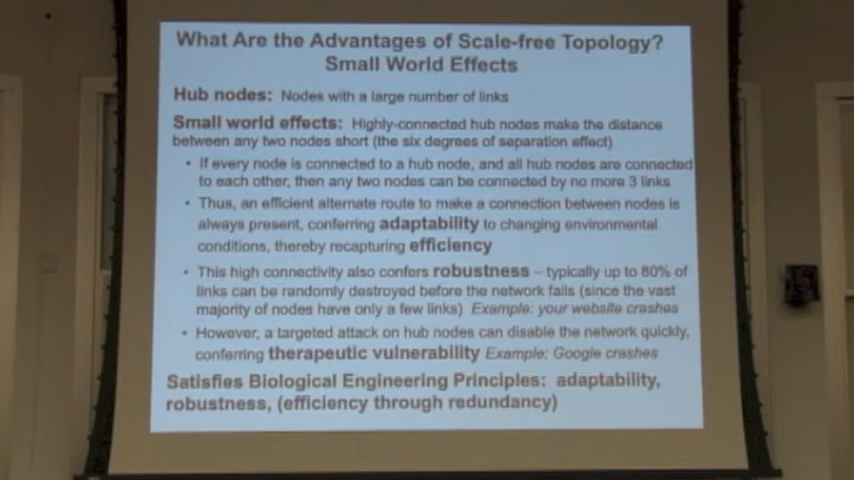 What Are the Advantages of Scale-free Topology?
Small World Effects
Hub nodes: Nodes with a large number of links
Small world effects: Highly-connected hub nodes make the distance
between any two nodes short (the six degrees of separation effect)
• If every node is connected to a hub node, and all hub nodes are connected
to each other, then any two nodes can be connected by no more 3 links
• Thus, an efficient alternate route to make a connection between nodes is
always present, conferring adaptability to changing environmental
conditions, thereby recapturing efficiency
• This high connectivity also confers robustness – typically up to 80% of
links can be randomly destroyed before the network fails (since the vast
majority of nodes have only a few links) Example: your website crashes
• However, a targeted attack on hub nodes can disable the network quickly,
conferring therapeutic vulnerability Example: Google crashes
Satisfies Biological Engineering Principles: adaptability,
robustness, (efficiency through redundancy)